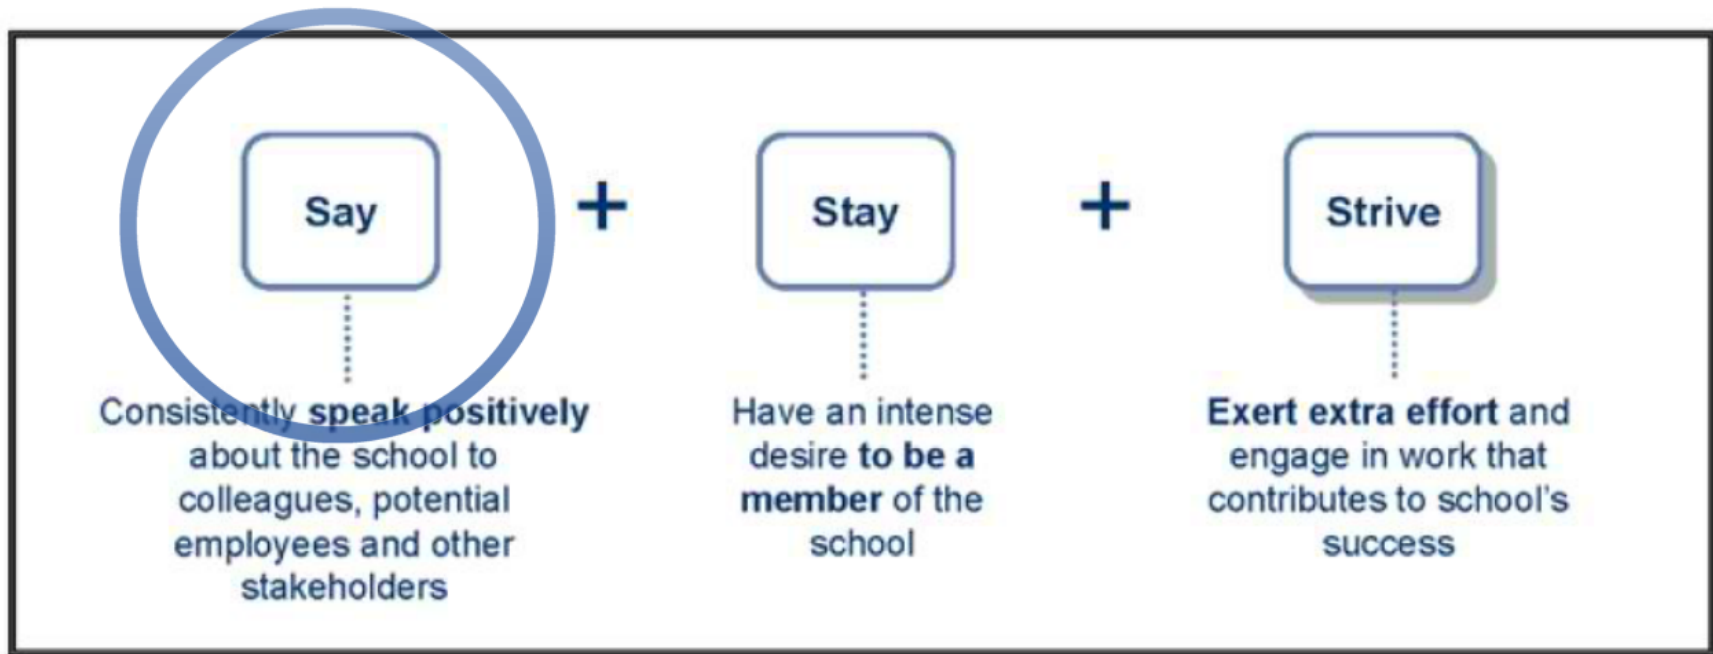 Say
+
Stay
+
Strive
Consistently speak positively
about the school to
colleagues, potential
employees and other
stakeholders
Have an intense
desire to be a
member of the
school
Exert extra effort and
engage in work that
contributes to school's
success